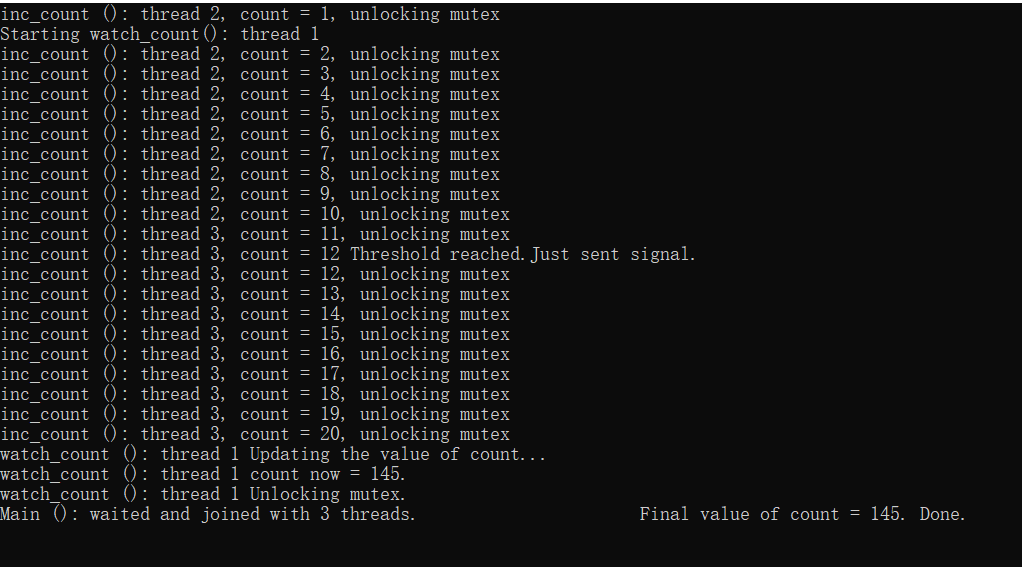 inc_count (): thread 2, count = 1, unlocking mutex
Starting watch_count(): thread 1
inc_count (): thread 2, count = 2, unlocking mutex
inc_count (): thread 2, count = 3, unlocking mutex
inc_count (): thread 2, count = 4, unlocking mutex
inc_count (): thread 2, count = 5, unlocking mutex
inc_count (): thread 2, count = 6, unlocking mutex
inc_count (): thread 2, count = 7, unlocking mutex
inc_count (): thread 2, count = 8, unlocking mutex
inc_count (): thread 2, count = 9, unlocking mutex
inc_count (): thread 2, count = 10, unlocking mutex
inc_count (): thread 3, count = 11, unlocking mutex
inc_count (): thread 3, count = 12 Threshold reached.Just sent signal.
inc_count (): thread 3, count = 12, unlocking mutex
inc_count (): thread 3, count = 13, unlocking mutex
inc_count (): thread 3, count = 14, unlocking mutex
inc_count (): thread 3, count = 15, unlocking mutex
inc_count (): thread 3, count = 16, unlocking mutex
inc_count (): thread 3, count = 17, unlocking mutex
inc_count (): thread 3, count = 18, unlocking mutex
inc_count (): thread 3, count = 19, unlocking mutex
inc_count (): thread 3, count = 20, unlocking mutex
watch_count (): thread 1 Updating the value of count...
watch_count (): thread 1 count now = 145.
watch_count (): thread 1 Unlocking mutex.
Main (): waited and joined with 3 threads. Final value of count = 145. Done.